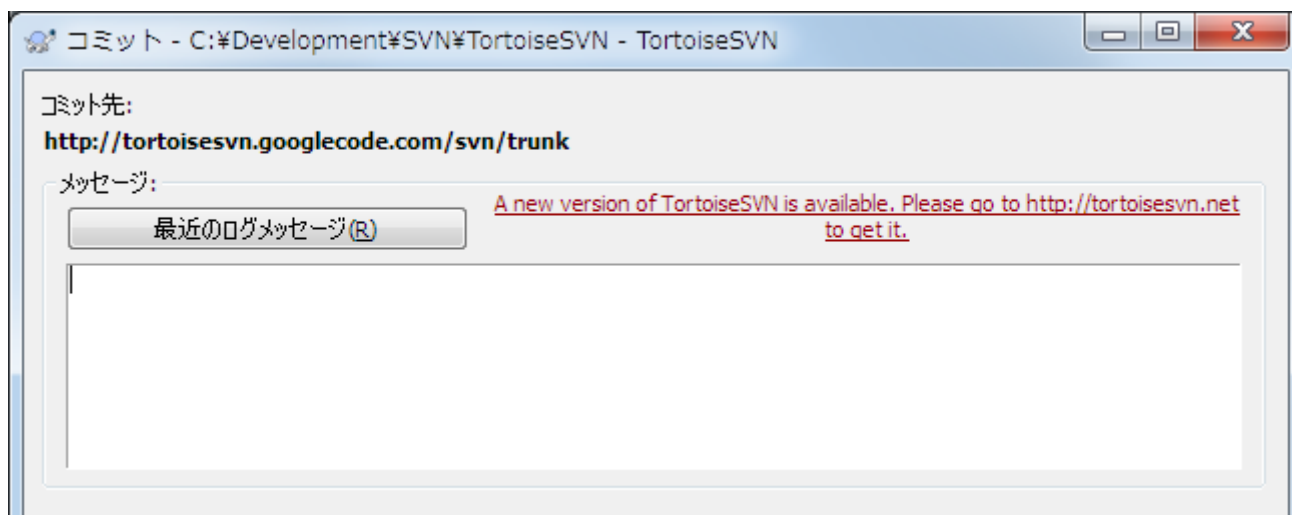 コミット - C:¥Development¥SVN¥TortoiseSVN - TortoiseSVN
コミット先:
http://tortoisesvn.googlecode.com/svn/trunk
メッセージ:
最近のログメッセージ(R)
A new version of TortoiseSVN is available. Please go to http://tortoisesvn.net
to get it.